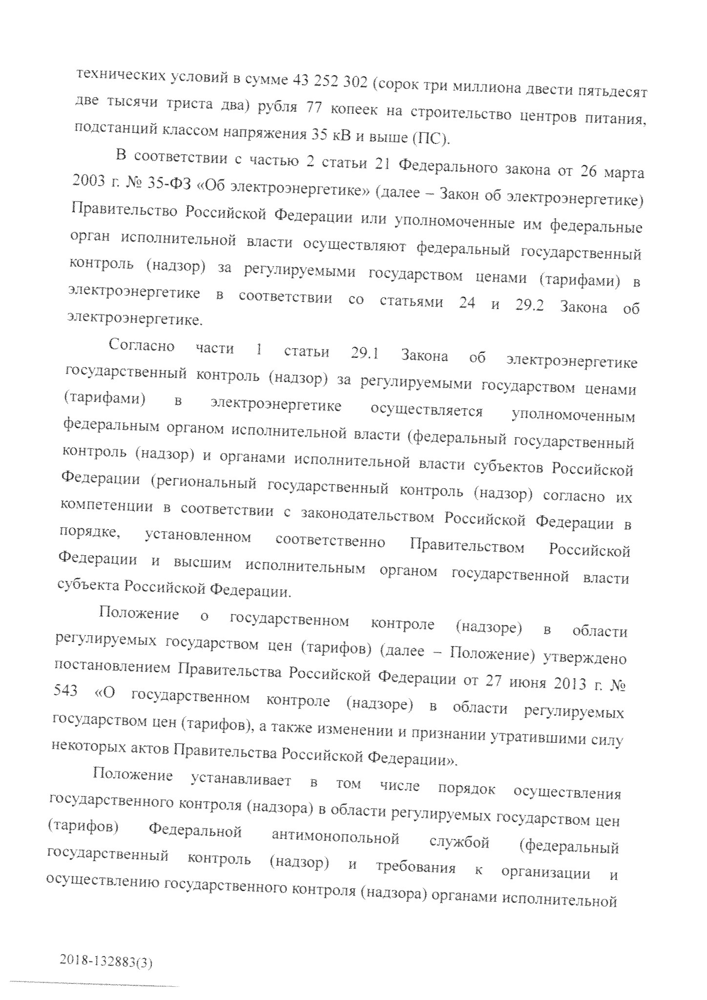 технических условий в сумме 43 252 302 (сорок три миллиона двести пятьдесят
две тысячи триста два) рубля 77 копеек на строительство центров питания,
подстанций классом напряжения 35 кВ и выше (ПС).
В соответствии с частью 2 статьи 21 Федерального закона от 26 марта
2003 г. № 35-ФЗ «Об электроэнергетике» (далее – Закон об электроэнергетике)
Правительство Российской Федерации или уполномоченные им федеральные
орган исполнительной власти осуществляют федеральный государственный
контроль (надзор) за регулируемыми государством ценами (тарифами) в
электроэнергетике в соответствии со статьями 24 и 29.2 Закона об
электроэнергетике.
Согласно части 1 статьи 29.1 Закона об электроэнергетике
государственный контроль (надзор) за регулируемыми государством ценами
(тарифами) в электроэнергетике осуществляется уполномоченным
федеральным органом исполнительной власти (федеральный государственный
контроль (надзор) и органами исполнительной власти субъектов Российской
Федерации (региональный государственный контроль (надзор) согласно их
компетенции в соответствии с законодательством Российской Федерации в
порядке, установленном соответственно Правительством Российской
Федерации и высшим исполнительным органом государственной власти
субъекта Российской Федерации.
Положение о государственном контроле (надзоре) в области
регулируемых государством цен (тарифов) (далее – Положение) утверждено
постановлением Правительства Российской Федерации от 27 июня 2013 г. №
543 «О государственном контроле (надзоре) в области регулируемых
государством цен (тарифов), а также изменении и признании утратившими силу
некоторых актов Правительства Российской Федерации».
Положение устанавливает в том числе порядок осуществления
государственного контроля (надзора) в области регулируемых государством цен
(тарифов) Федеральной антимонопольной службой (федеральный
государственный контроль (надзор) и требования к организации и
осуществлению государственного контроля (надзора) органами исполнительной
2018-132883(3)